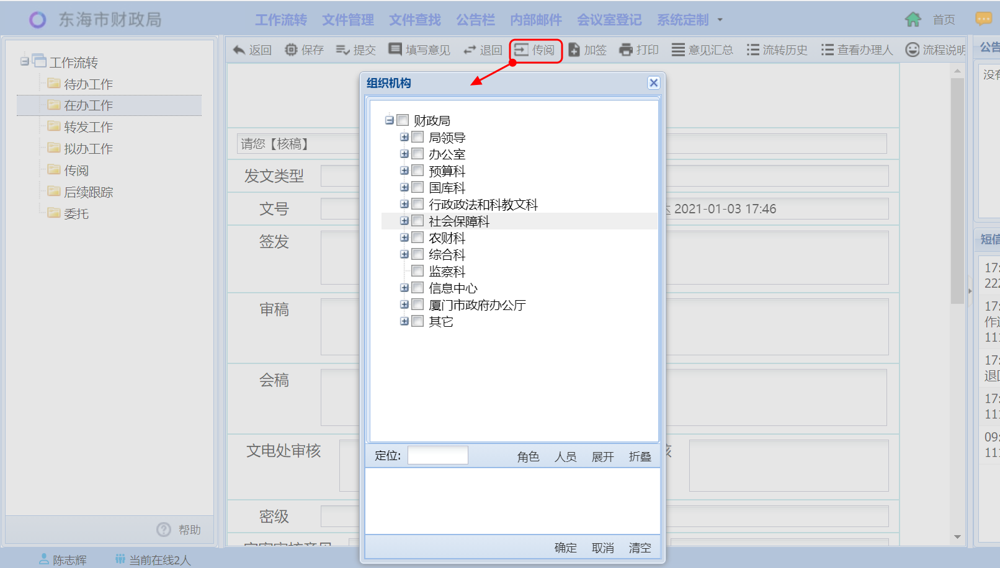 东海市财政局 工作流转 文件管理 文件查找 公告栏 内部邮件 会议室登记 系统定制 首页
返回 保存 提交 填写意见 退回 传阅 加签 打印 意见汇总 流转历史 查看办理人 流程说明
工作流转
待办工作
在办工作
转发工作
拟办工作
传阅
后续跟踪
委托
帮助
请您【核稿】
发文类型
文号
2021-01-03 17:46
签发
审稿
会稿
文电处审核
密级
组织机构
财政局
局领导
办公室
预算科
国库科
行政政法和科教文科
社会保障科
农财科
综合科
监察科
信息中心
厦门市政府办公厅
其它
定位: 角色 人员 展开 折叠
确定 取消 清空
公告
没有
短信
17:
222
17:
111
17:
17:
111
09:
111
陈志辉 当前在线2人